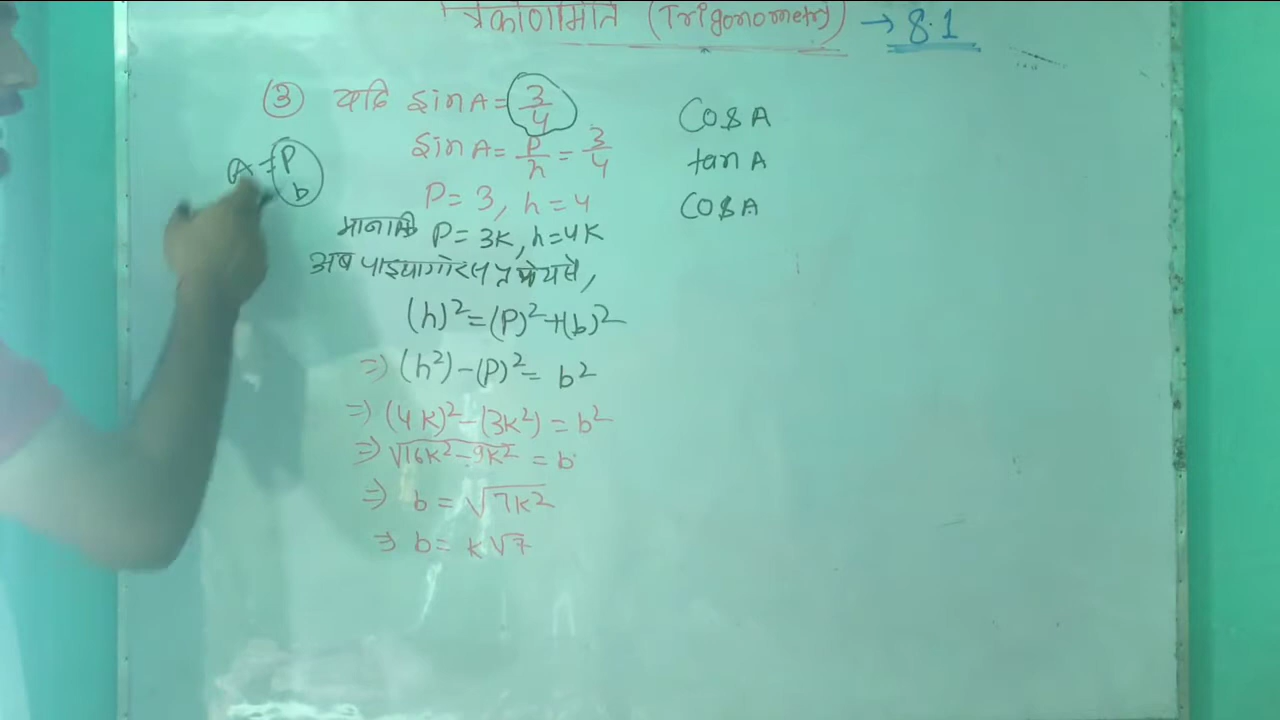 त्रिकोणमिति (Trigonometry) → 8.1
③ यदि sin A = 3/4
sin A = P/h = 3/4
P = 3, h = 4
माना कि P = 3K, h = 4K
अब पाइथागोरस प्रमेय से,
(h)² = (P)² + (b)²
⇒ (h²) - (P)² = b²
⇒ (4K)² - (3K²) = b²
⇒ √16K² - 9K² = b
⇒ b = √7K²
⇒ b = K√7
A = P/b
COS A
tan A
COS A